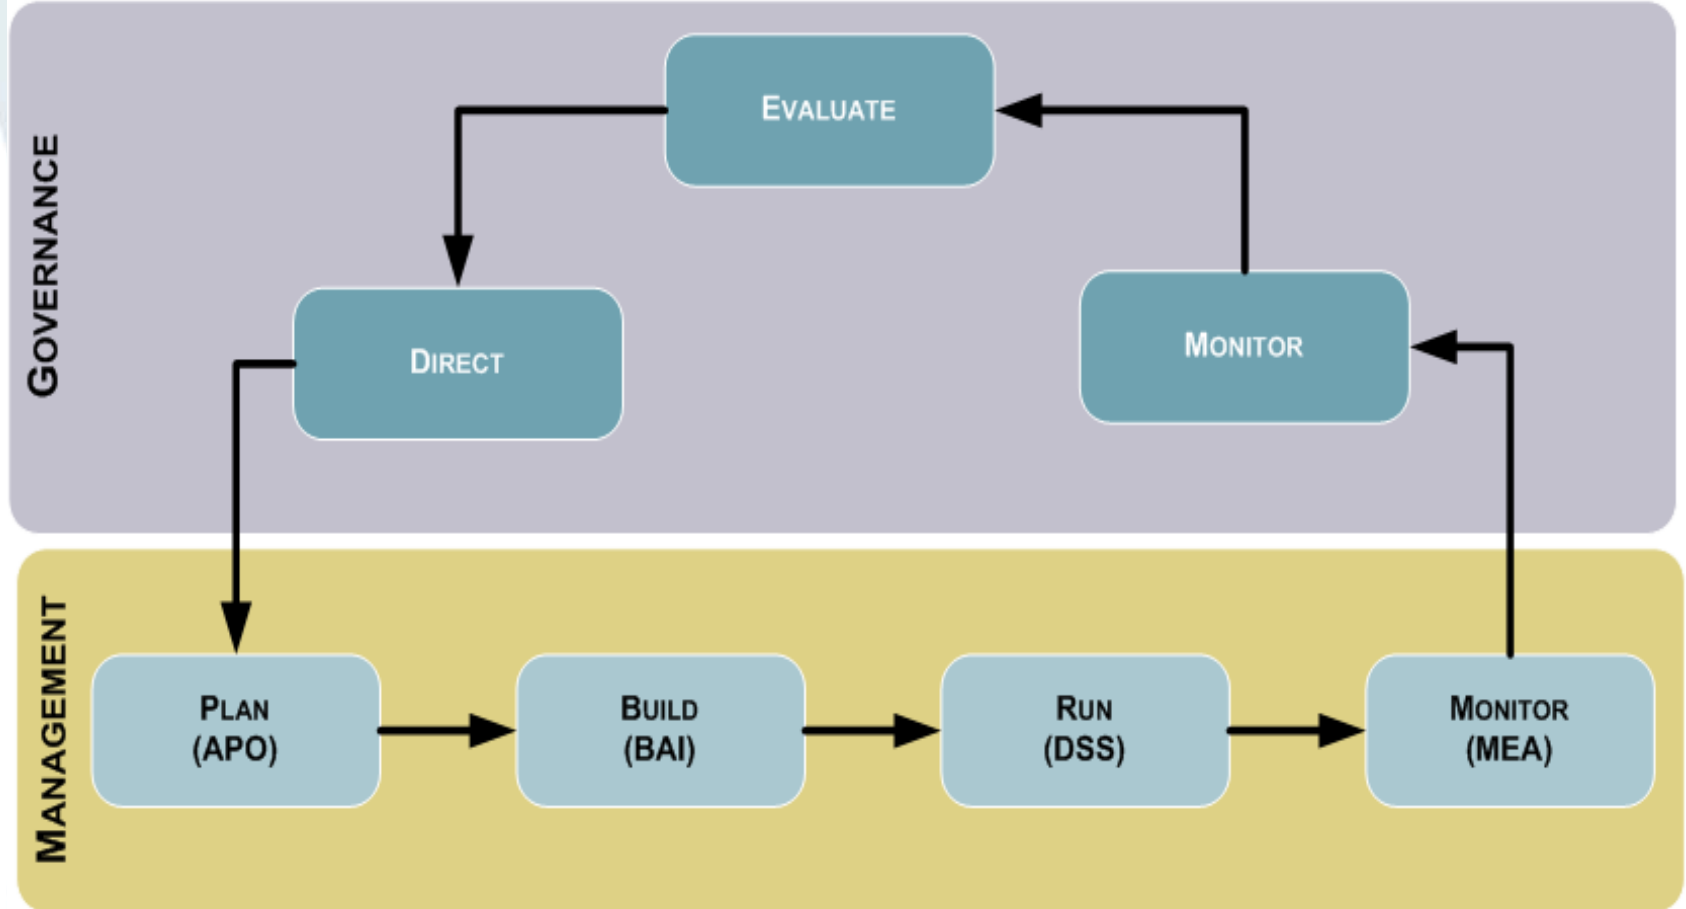 GOVERNANCE
EVALUATE
DIRECT
MONITOR
MANAGEMENT
PLAN
(APO)
BUILD
(BAI)
RUN
(DSS)
MONITOR
(MEA)